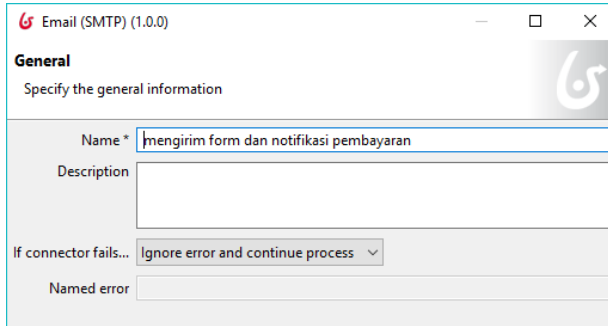 Email (SMTP) (1.0.0)
General
Specify the general information
Name * mengirim form dan notifikasi pembayaran
Description
If connector fails... Ignore error and continue process
Named error